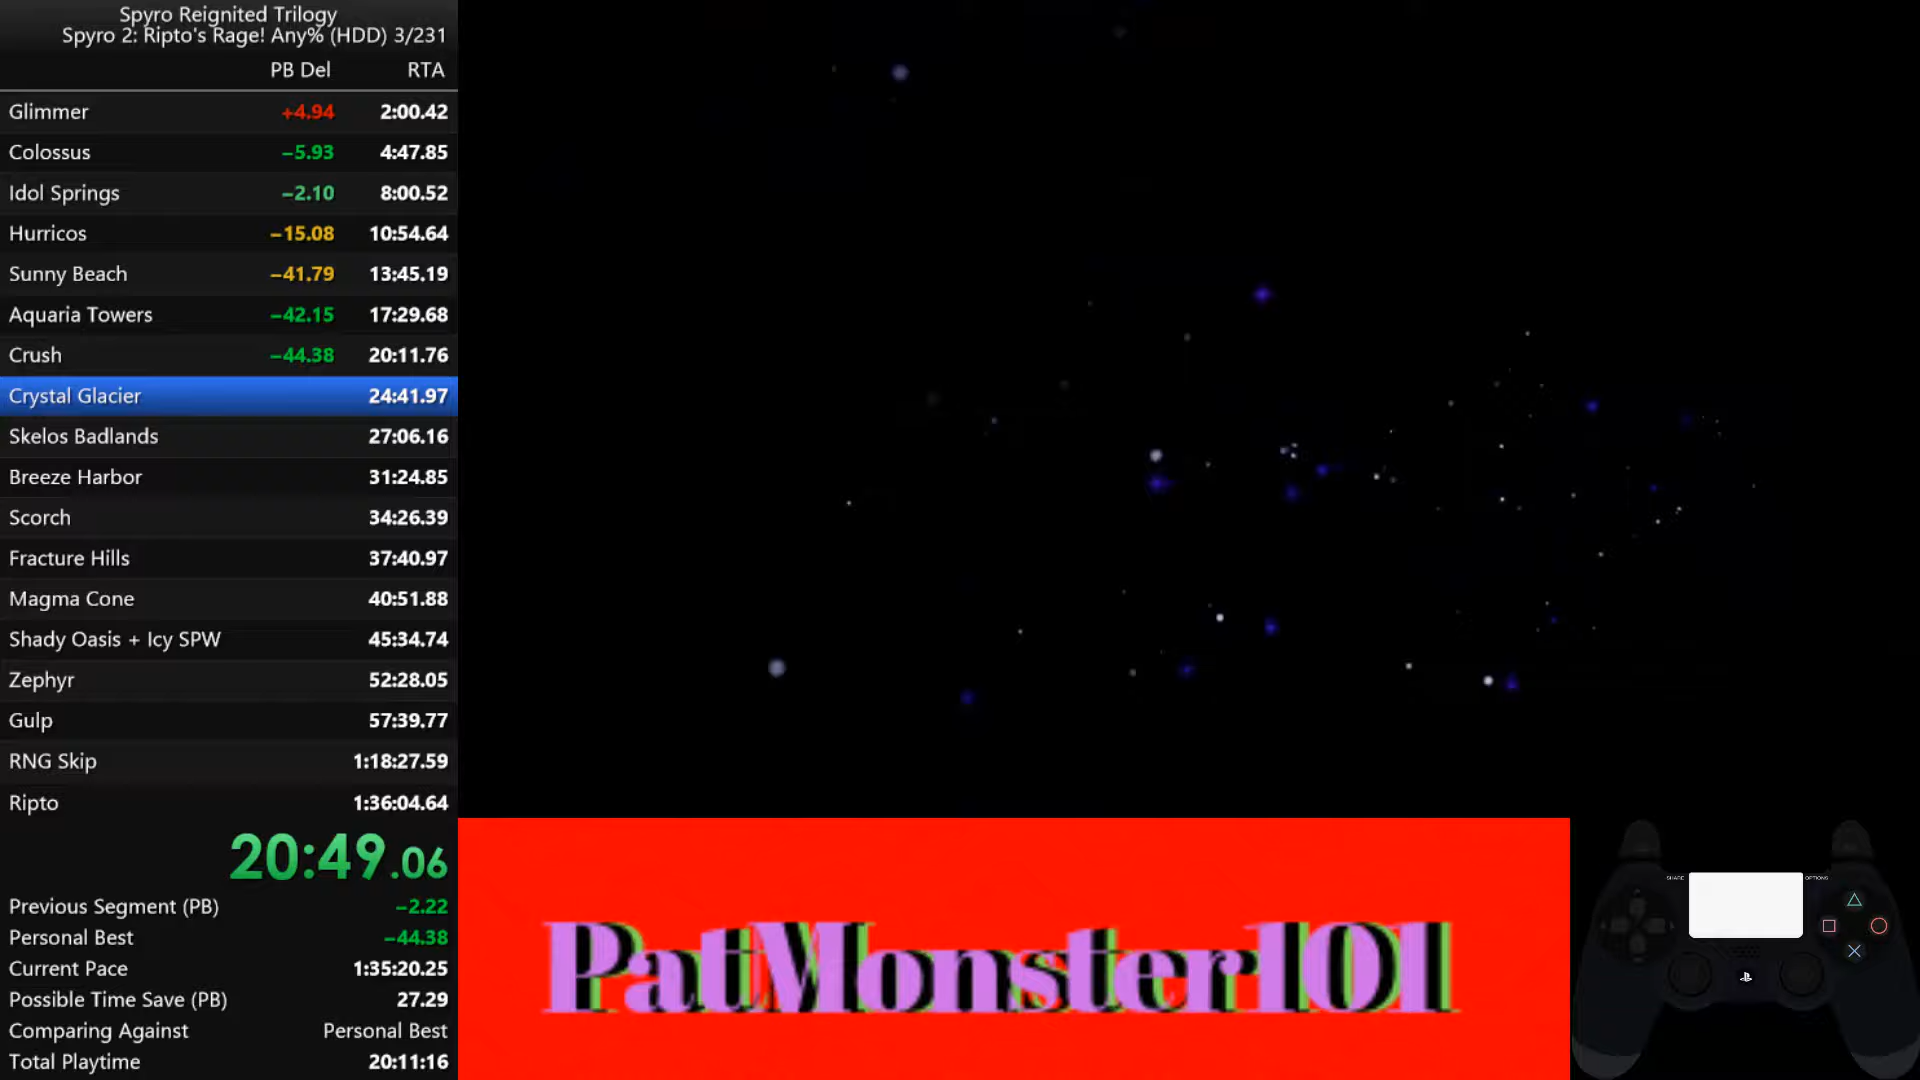 Spyro Reignited Trilogy
Spyro 2: Ripto's Rage! Any% (HDD) 3/231
PB Del RTA
Glimmer +4.94 2:00.42
Colossus −5.93 4:47.85
Idol Springs −2.10 8:00.52
Hurricos −15.08 10:54.64
Sunny Beach −41.79 13:45.19
Aquaria Towers −42.15 17:29.68
Crush −44.38 20:11.76
Crystal Glacier 24:41.97
Skelos Badlands 27:06.16
Breeze Harbor 31:24.85
Scorch 34:26.39
Fracture Hills 37:40.97
Magma Cone 40:51.88
Shady Oasis + Icy SPW 45:34.74
Zephyr 52:28.05
Gulp 57:39.77
RNG Skip 1:18:27.59
Ripto 1:36:04.64
20:49.06
Previous Segment (PB) −2.22
Personal Best −44.38
Current Pace 1:35:20.25
Possible Time Save (PB) 27.29
Comparing Against Personal Best
Total Playtime 20:11:16
PatMonster101
SHARE OPTIONS